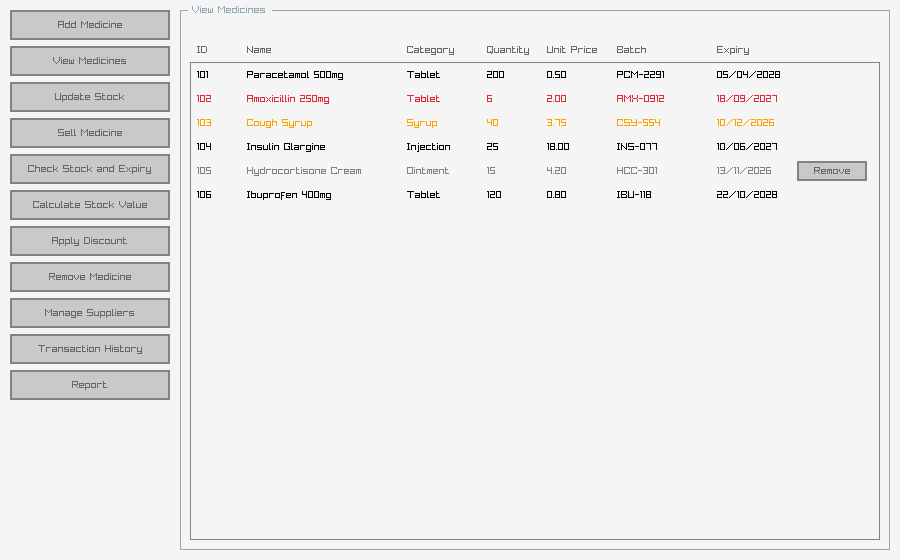 View Medicines
Add Medicine
View Medicines
Update Stock
Sell Medicine
Check Stock and Expiry
Calculate Stock Value
Apply Discount
Remove Medicine
Manage Suppliers
Transaction History
Report
ID Name Category Quantity Unit Price Batch Expiry
101 Paracetamol 500mg Tablet 200 0.50 PCM-2291 05/04/2028
102 Amoxicillin 250mg Tablet 6 2.00 AMX-0912 18/09/2027
103 Cough Syrup Syrup 40 3.75 CSY-554 10/12/2026
104 Insulin Glargine Injection 25 18.00 INS-077 10/06/2027
105 Hydrocortisone Cream Ointment 15 4.20 HCC-301 13/11/2026 Remove
106 Ibuprofen 400mg Tablet 120 0.80 IBU-118 22/10/2028